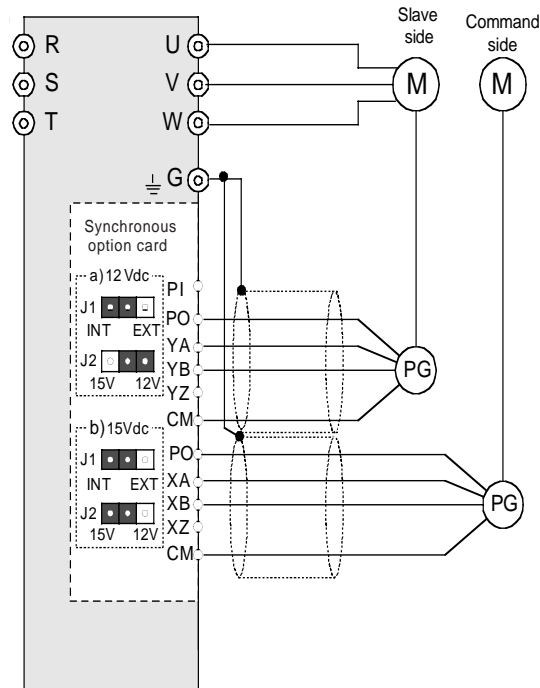 Slave side
Command side
R
U
S
V
M
M
T
W
G
Synchronous
option card
a)12 Vdc
PI
J1
INT EXT
PO
YA
J2
YB
PG
15V 12V
YZ
CM
b)15Vdc
PO
J1
INT EXT
XA
XB
PG
J2
XZ
15V 12V
CM